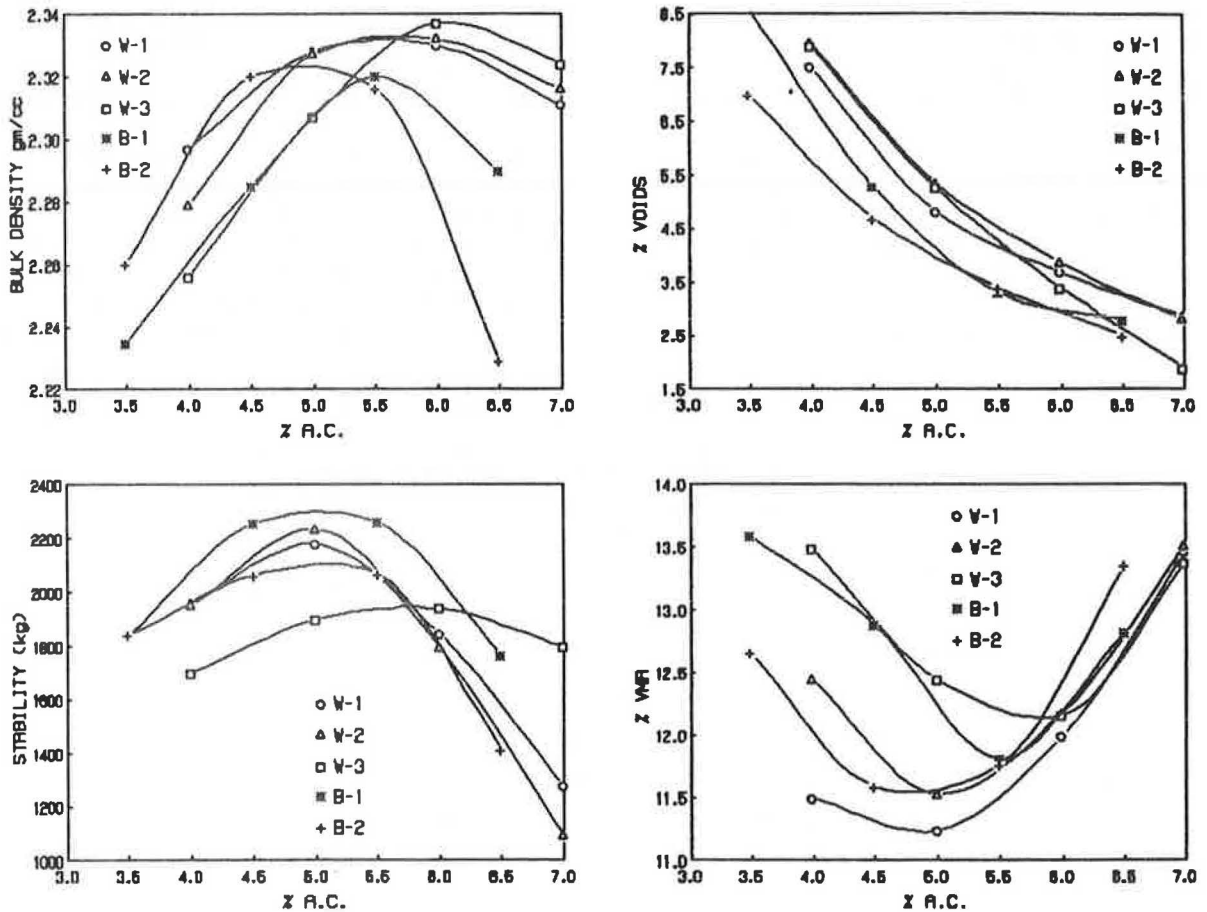 2.34
2.32
2.30
2.28
2.26
2.24
2.22
BULK DENSITY gm/cc
W-1
W-2
W-3
B-1
B-2
3.0 3.5 4.0 4.5 5.0 5.5 6.0 6.5 7.0
% A.C.
8.5
7.5
6.5
5.5
4.5
3.5
2.5
1.5
% VOIDS
W-1
W-2
W-3
B-1
B-2
3.0 3.5 4.0 4.5 5.0 5.5 6.0 6.5 7.0
% A.C.
2400
2200
2000
1800
1600
1400
1200
1000
STABILITY (kg)
W-1
W-2
W-3
B-1
B-2
3.0 3.5 4.0 4.5 5.0 5.5 6.0 6.5 7.0
% A.C.
14.0
13.5
13.0
12.5
12.0
11.5
11.0
% VMA
W-1
W-2
W-3
B-1
B-2
3.0 3.5 4.0 4.5 5.0 5.5 6.0 6.5 7.0
% A.C.